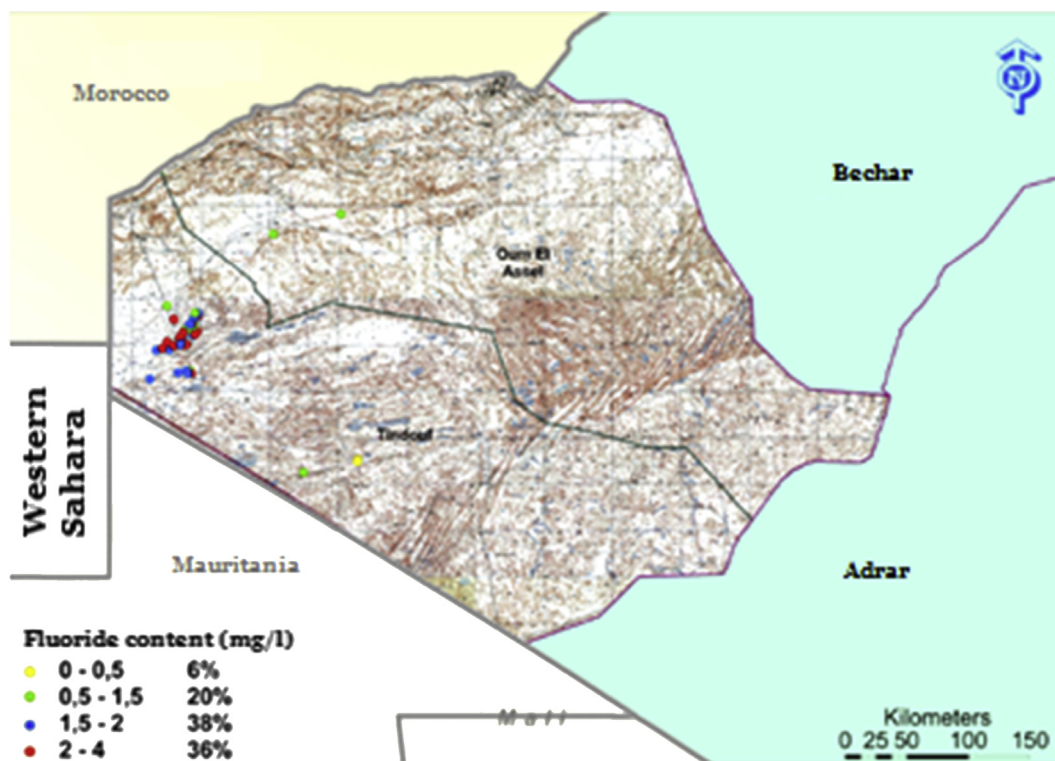 Morocco
N
Bechar
Oum El
Assel
Western
Sahara
Tindouf
Mauritania
Adrar
Fluoride content (mg/l)
0 - 0,5 6%
0,5 - 1,5 20%
1,5 - 2 38%
2 - 4 36%
Mali
Kilometers
0 25 50 100 150